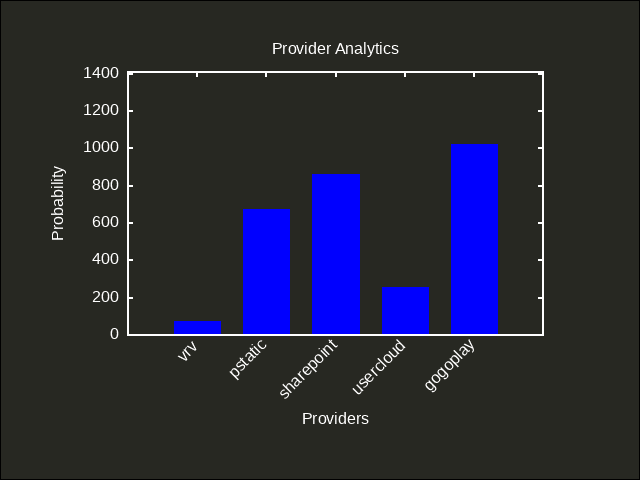 Provider Analytics
1400
1200
1000
800
600
400
200
0
Probability
vrv
pstatic
sharepoint
usercloud
gogoplay
Providers